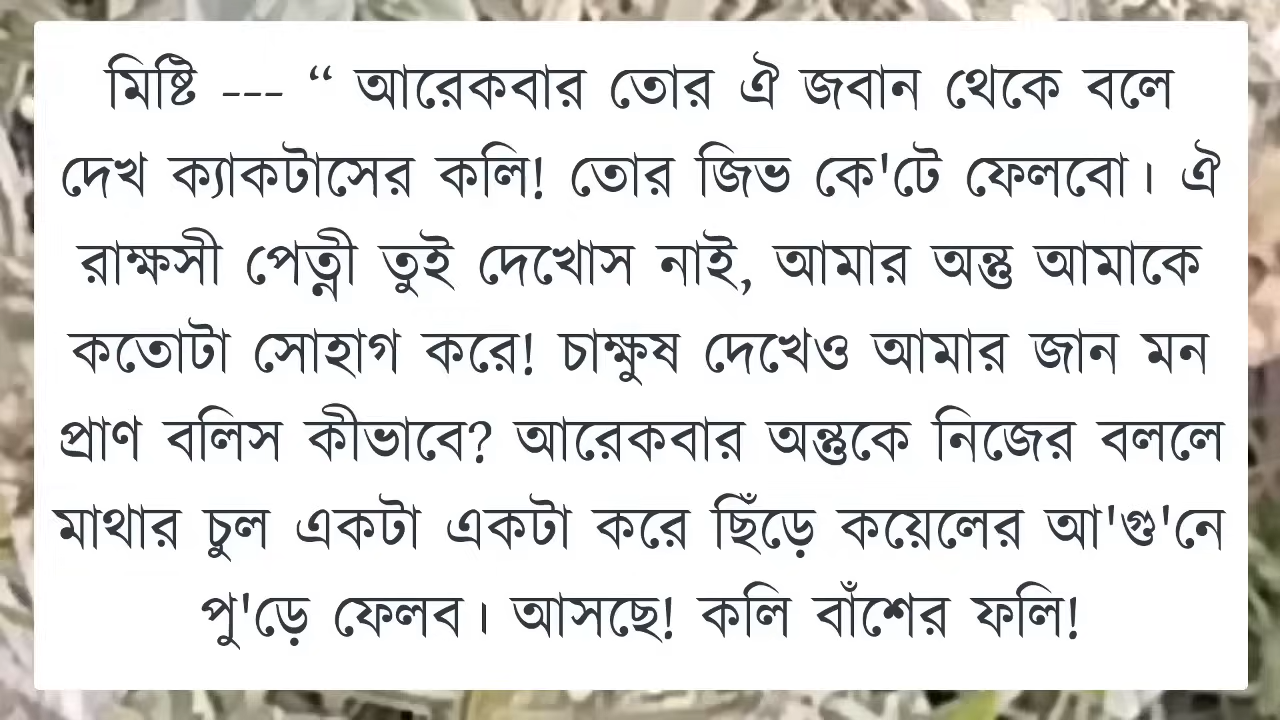 মিষ্টি --- “ আরেকবার তোর ঐ জবান থেকে বলে
দেখ ক্যাকটাসের কলি! তোর জিভ কে'টে ফেলবো। ঐ
রাক্ষসী পেত্নী তুই দেখোস নাই, আমার অন্তু আমাকে
কতোটা সোহাগ করে! চাক্ষুষ দেখেও আমার জান মন
প্রাণ বলিস কীভাবে? আরেকবার অন্তুকে নিজের বললে
মাথার চুল একটা একটা করে ছিঁড়ে কয়েলের আ'গু'নে
পু'ড়ে ফেলব। আসছে! কলি বাঁশের ফলি!